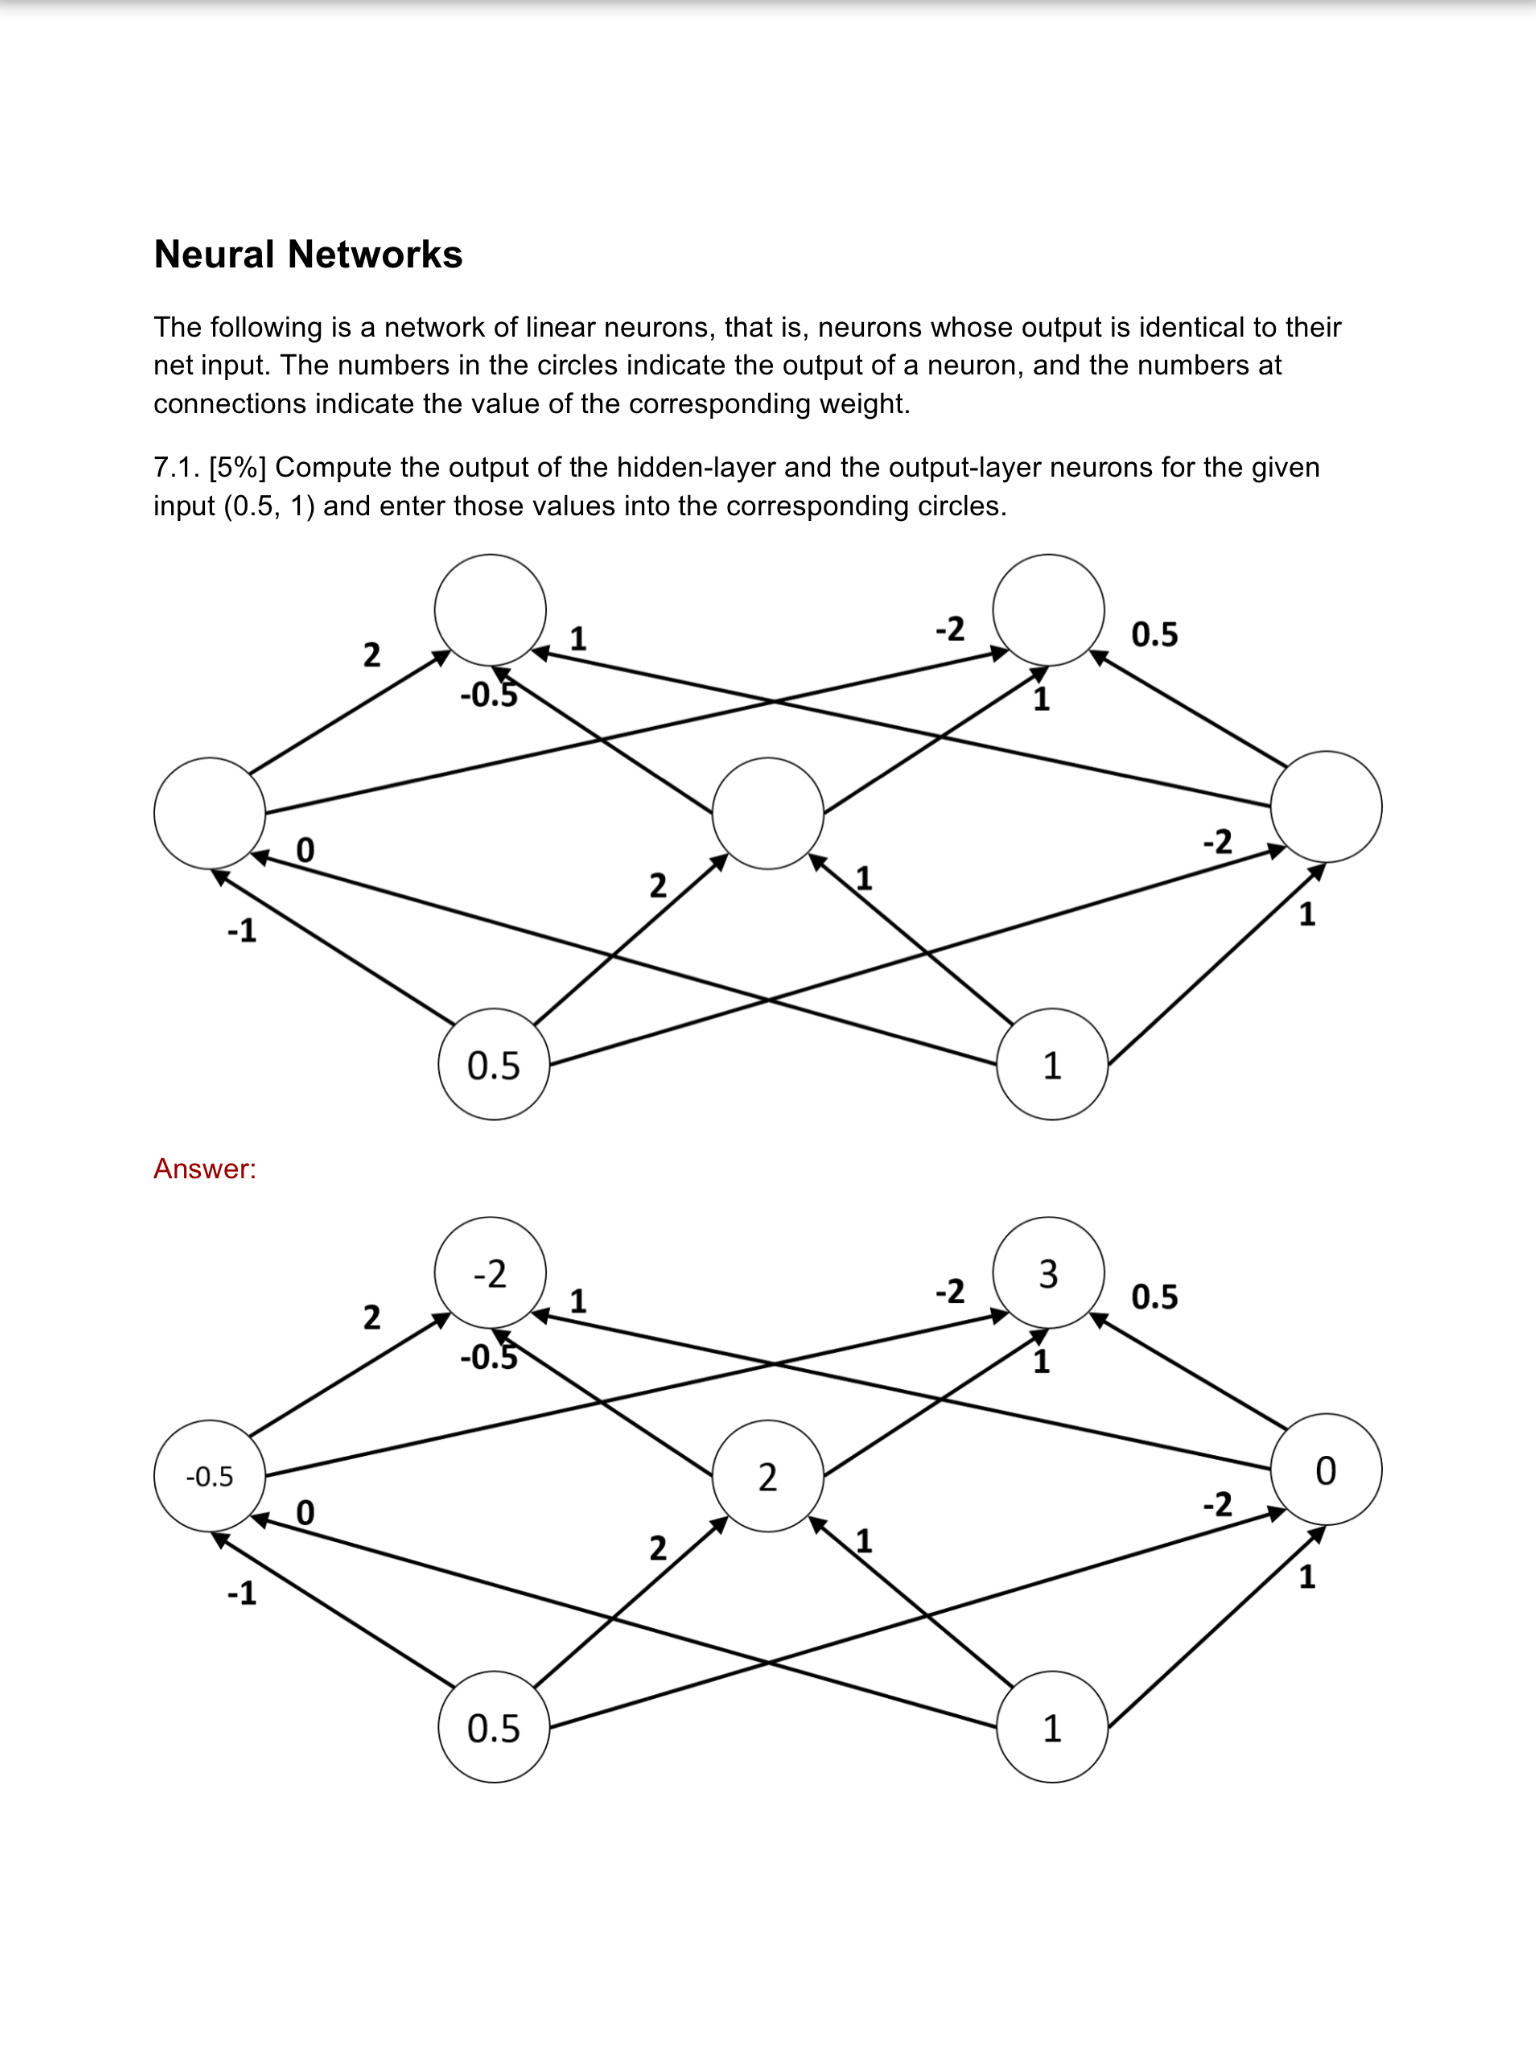 Neural Networks
The following is a network of linear neurons, that is, neurons whose output is identical to their
net input. The numbers in the circles indicate the output of a neuron, and the numbers at
connections indicate the value of the corresponding weight.
7.1. [5%] Compute the output of the hidden-layer and the output-layer neurons for the given
input (0.5, 1) and enter those values into the corresponding circles.
2 1 -2 0.5
-0.5 1
0 -2
2 1
-1 1
0.5 1
Answer:
-2 3
2 1 -2 0.5
-0.5 1
-0.5 2 0
0 -2
2 1
-1 1
0.5 1